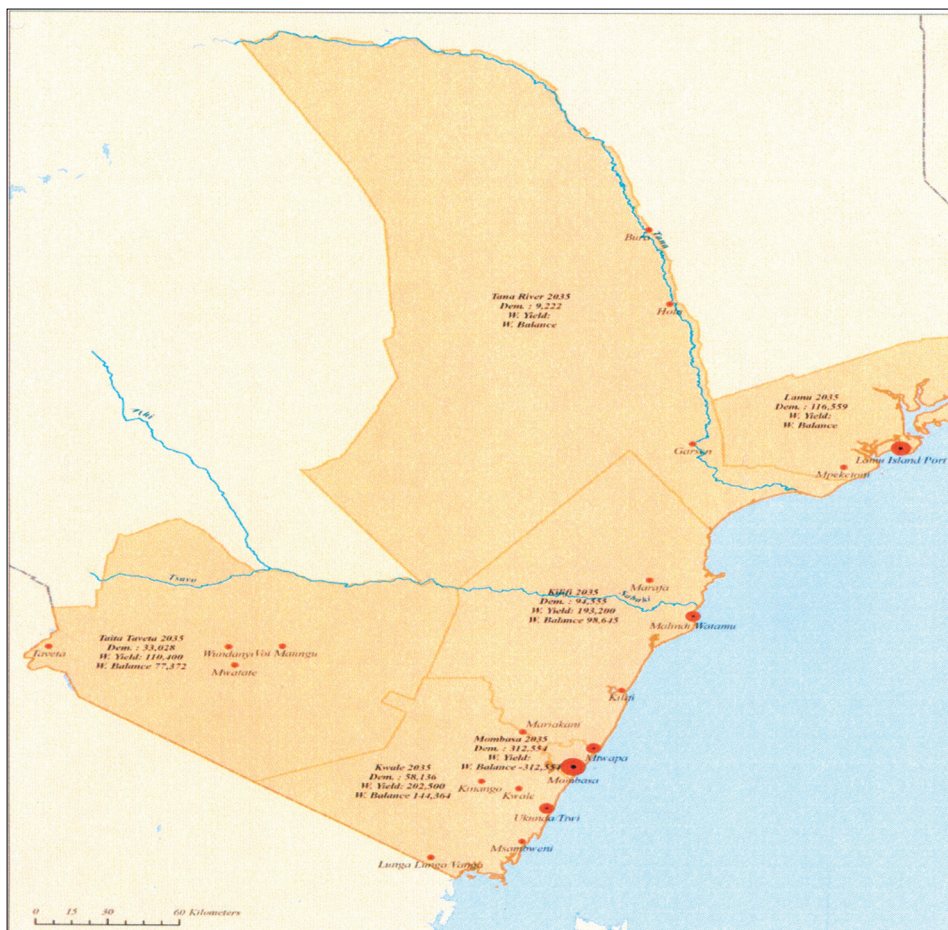 Bura
Tana
Tana River 2035
Dem. : 9,222
W. Yield:
W. Balance
Hola
Lamu 2035
Dem. : 116,559
W. Yield:
W. Balance
Athi
Garsen
Lamu Island Port
Mpeketoni
Tsavo
Marafa
Kilifi 2035
Dem. : 94,555
W. Yield: 193,200
W. Balance 98,645
Sabaki
Malindi Watamu
Taita Taveta 2035
Dem. : 33,028
W. Yield: 110,400
W. Balance 77,372
Taveta
Wundanyi
Voi Maungu
Mwatate
Kilifi
Mariakani
Mombasa 2035
Dem. : 312,554
W. Yield:
W. Balance -312,554
Mtwapa
Mombasa
Kwale 2035
Dem. : 58,136
W. Yield: 202,500
W. Balance 144,364
Kinango
Kwale
Ukunda/Tiwi
Msambweni
Lunga Lunga Vanga
0 15 30 60 Kilometers